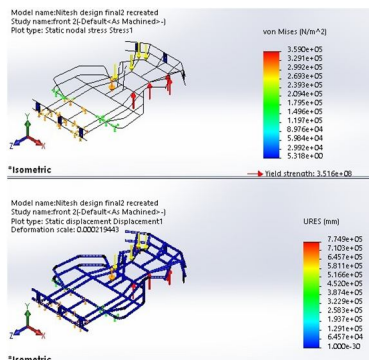 Model name:Nitesh design final2 recreated
Study name:front 2(-Default<As Machined>-)
Plot type: Static nodal stress Stress1
von Mises (N/m^2)
3.590e+05
3.291e+05
2.992e+05
2.693e+05
2.393e+05
2.094e+05
1.795e+05
1.496e+05
1.197e+05
8.976e+04
5.984e+04
2.992e+04
5.318e+00
Yield strength: 3.516e+08
Y
Z
X
*Isometric
Model name:Nitesh design final2 recreated
Study name:front 2(-Default<As Machined>-)
Plot type: Static displacement Displacement1
Deformation scale: 0.000219443
URES (mm)
7.749e+05
7.103e+05
6.457e+05
5.811e+05
5.166e+05
4.520e+05
3.874e+05
3.229e+05
2.583e+05
1.937e+05
1.291e+05
6.457e+04
1.000e-30
Y
Z
X
*Isometric